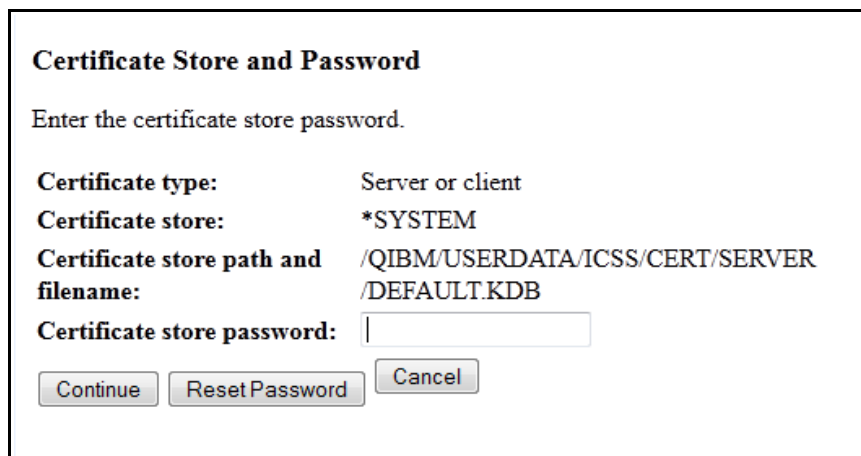 Certificate Store and Password
Enter the certificate store password.
Certificate type: Server or client
Certificate store: *SYSTEM
Certificate store path and /QIBM/USERDATA/ICSS/CERT/SERVER
filename: /DEFAULT.KDB
Certificate store password:
Continue Reset Password Cancel